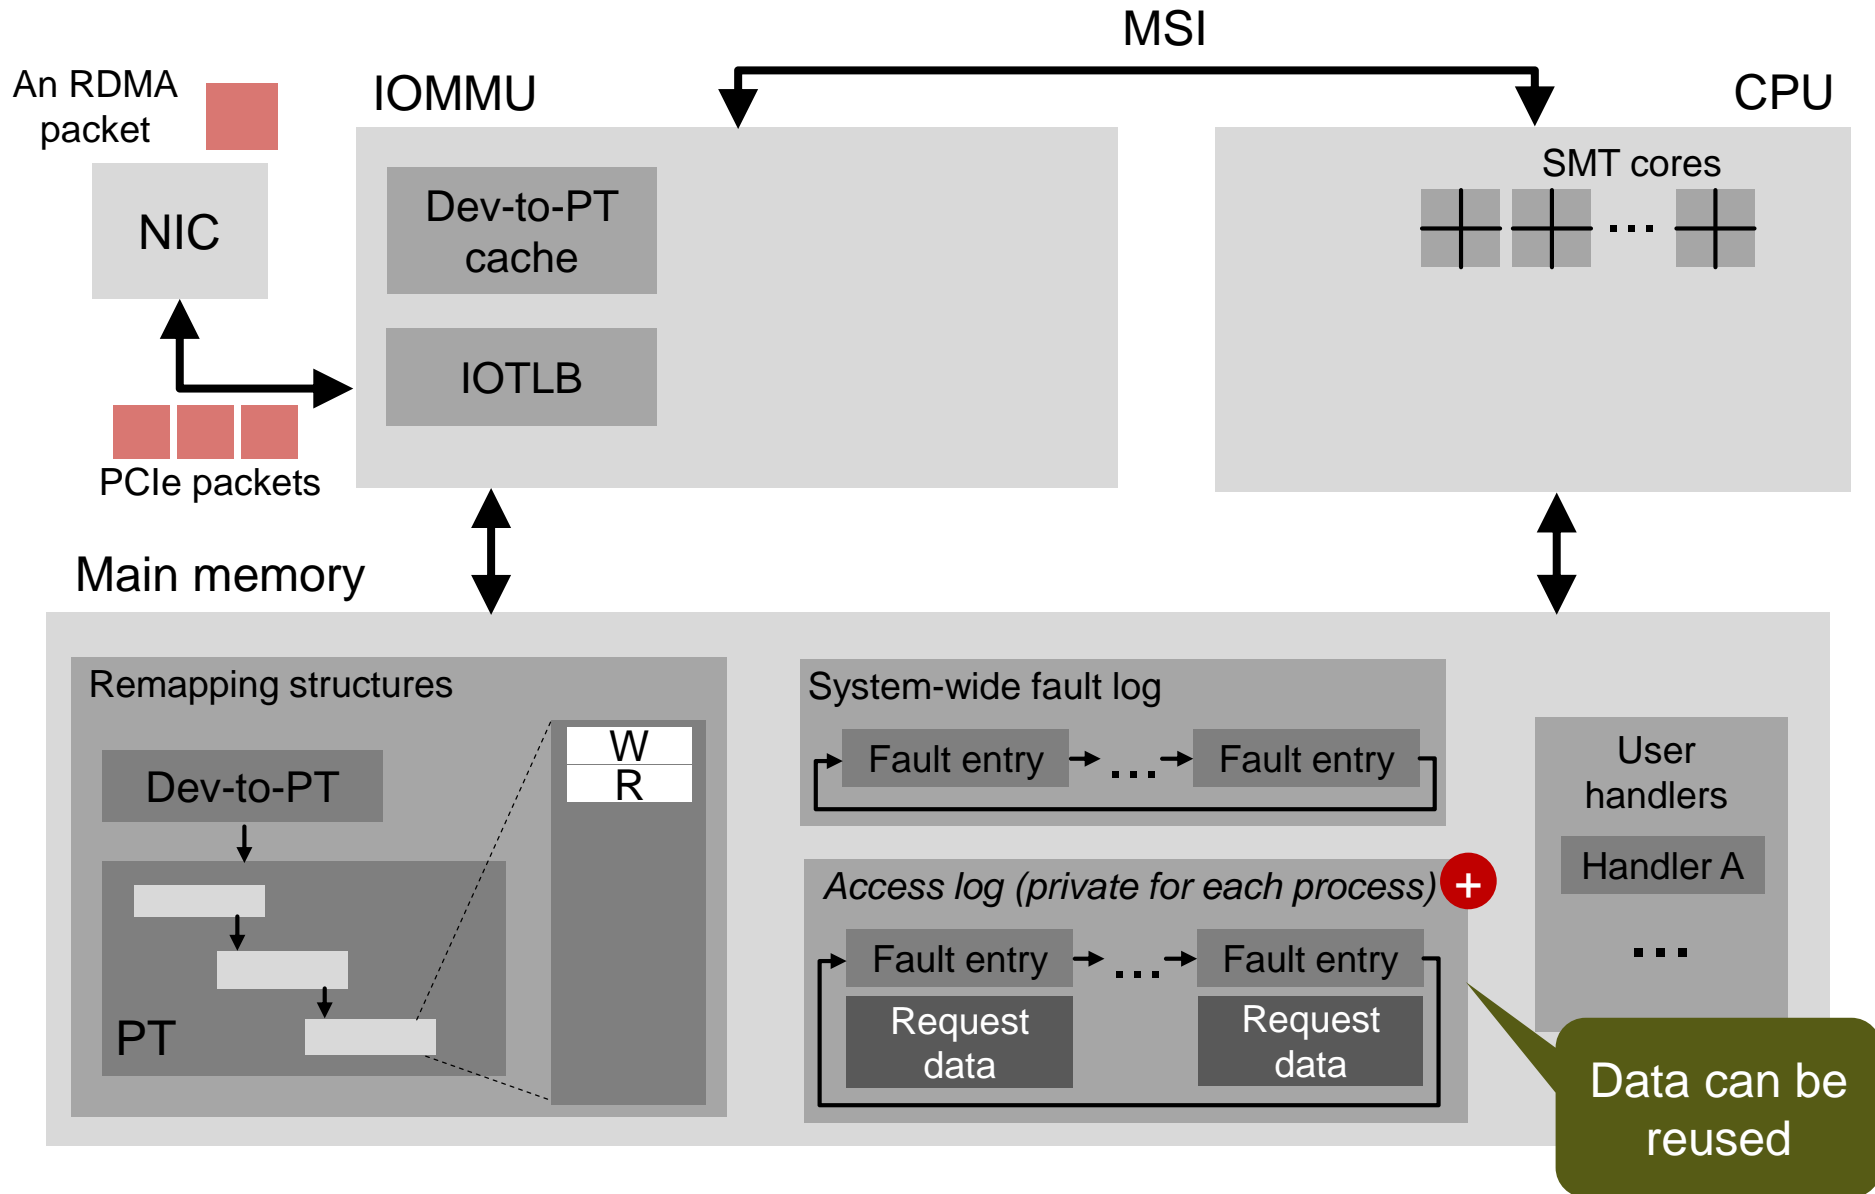 MSI
An RDMA
packet
IOMMU
CPU
NIC
Dev-to-PT
cache
IOTLB
SMT cores
...
PCIe packets
Main memory
Remapping structures
Dev-to-PT
PT
W
R
System-wide fault log
Fault entry ... Fault entry
Access log (private for each process) +
Fault entry ... Fault entry
Request
data
Request
data
User
handlers
Handler A
...
Data can be
reused